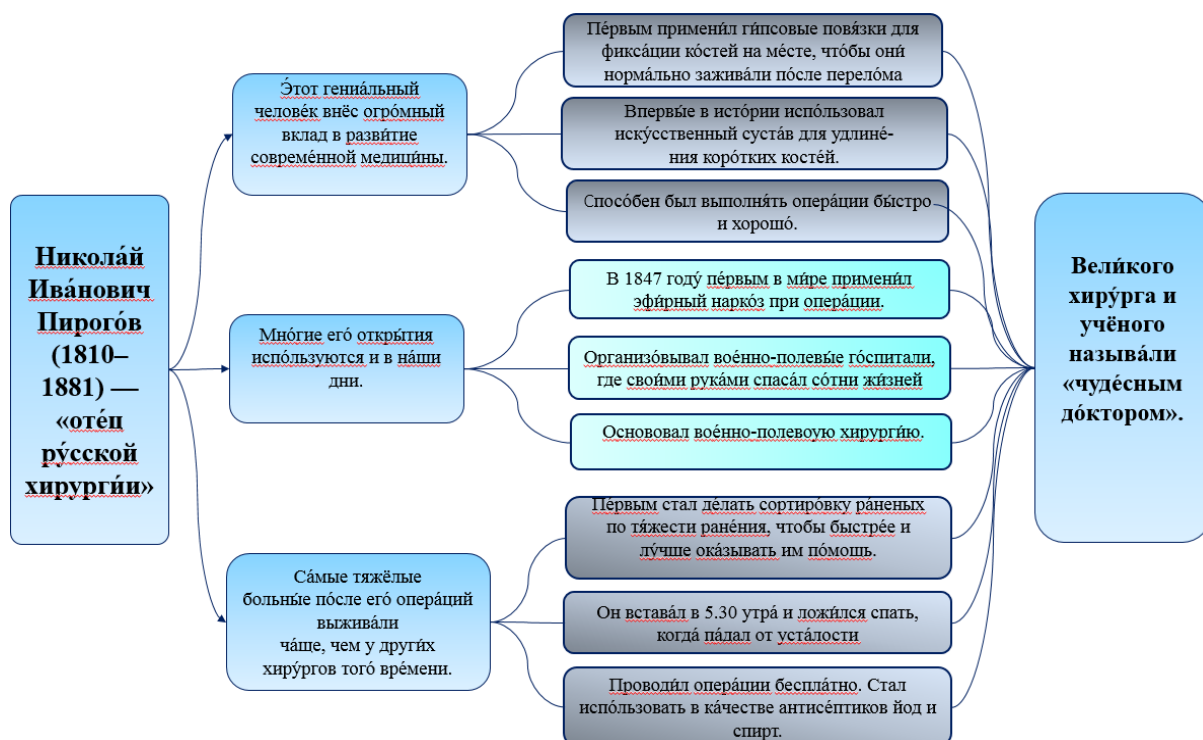 Никола́й
Ива́нович
Пирого́в
(1810–
1881) —
«оте́ц
ру́сской
хирурги́и»
Э́тот гениа́льный
челове́к внёс огро́мный
вклад в разви́тие
совреме́нной медици́ны.
Пе́рвым примени́л ги́псовые повя́зки для
фикса́ции ко́стей на ме́сте, что́бы они́
норма́льно зажива́ли по́сле перело́ма
Впервы́е в исто́рии испо́льзовал
иску́сственный суста́в для удлине́-
ния коро́тких косте́й.
Спосо́бен был выполня́ть опера́ции бы́стро
и хорошо́.
Мно́гие его́ откры́тия
испо́льзуются и в на́ши
дни.
В 1847 году́ пе́рвым в ми́ре примени́л
эфи́рный нарко́з при опера́ции.
Организо́вывал вое́нно-полевы́е го́спитали,
где свои́ми рука́ми спаса́л со́тни жи́зней
Основовал вое́нно-полевоую хирурги́ю.
Са́мые тяжёлые
больны́е по́сле его́ опера́ций
выжива́ли
ча́ще, чем у други́х
хиру́ргов того́ вре́мени.
Пе́рвым стал де́лать сортиро́вку ра́неных
по тя́жести ране́ния, чтобы быстре́е и
лу́чше ока́зывать им по́мощь.
Он встава́л в 5.30 утра́ и ложи́лся спать,
когда́ па́дал от уста́лости
Проводи́л опера́ции беспла́тно. Стал
испо́льзовать в ка́честве антисе́птиков йод и
спирт.
Вели́кого
хиру́рга и
учёного
называ́ли
«чуде́сным
до́ктором».